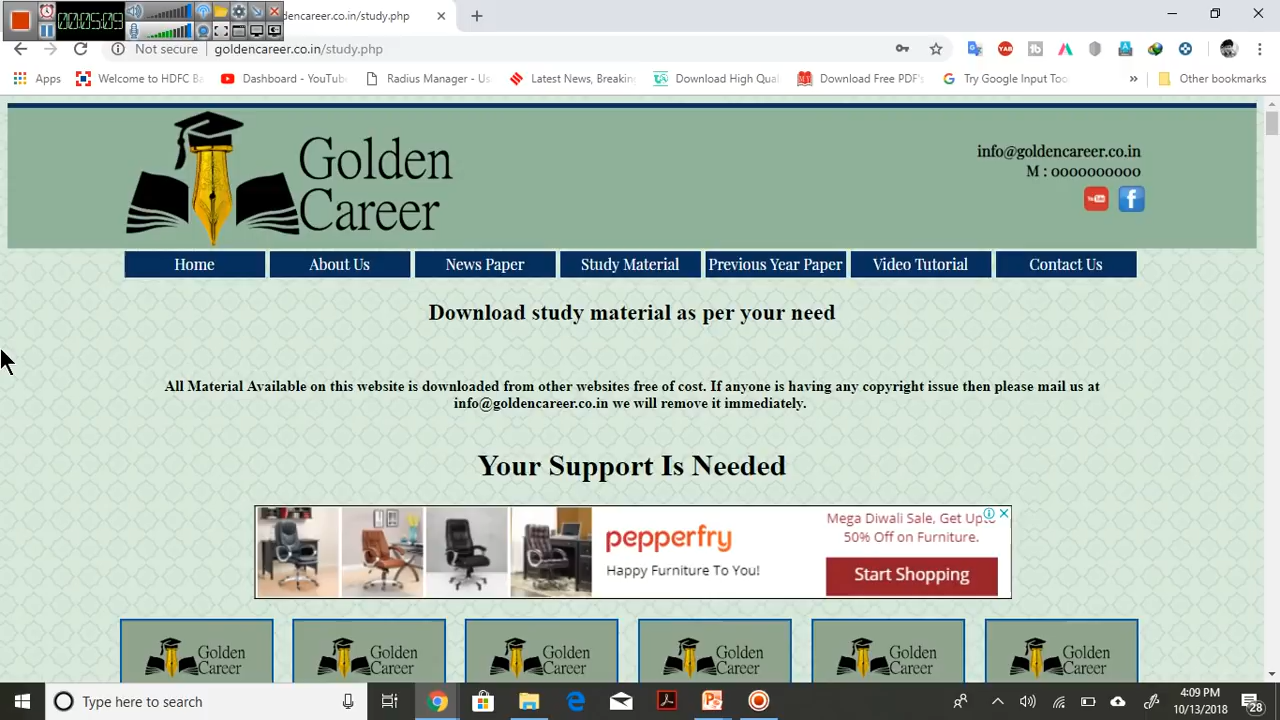 00:05:09
dencareer.co.in/study.php
Not secure
goldencareer.co.in/study.php
Apps
Welcome to HDFC Ba
Dashboard - YouTub
Radius Manager - Us
Latest News, Breakin
Download High Qual
Download Free PDF's
Try Google Input Too
»
Other bookmarks
Golden
Career
info@goldencareer.co.in
M : 0000000000
Home
About Us
News Paper
Study Material
Previous Year Paper
Video Tutorial
Contact Us
Download study material as per your need
All Material Available on this website is downloaded from other websites free of cost. If anyone is having any copyright issue then please mail us at
info@goldencareer.co.in we will remove it immediately.
Your Support Is Needed
pepperfry
Happy Furniture To You!
Mega Diwali Sale, Get Upto
50% Off on Furniture.
Start Shopping
Golden
Career
Golden
Career
Golden
Career
Golden
Career
Golden
Career
Golden
Career
Type here to search
4:09 PM
10/13/2018
28